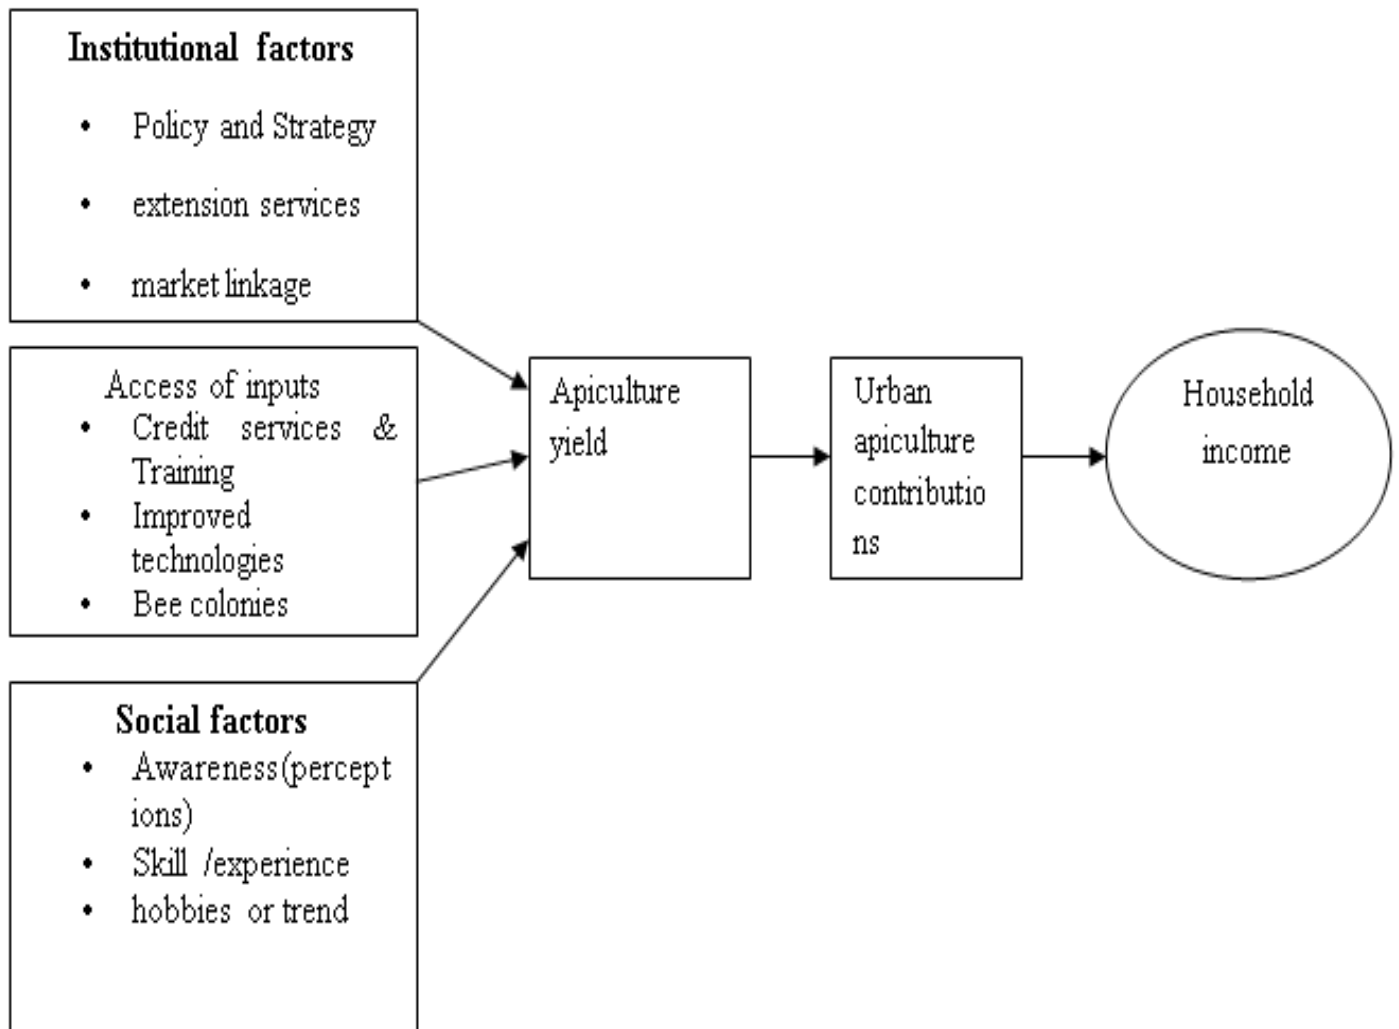 Institutional factors
• Policy and Strategy
• extension services
• market linkage
Access of inputs
• Credit services &
Training
• Improved
technologies
• Bee colonies
Social factors
• Awareness(percept
ions)
• Skill /experience
• hobbies or trend
Apiculture
yield
Urban
apiculture
contributio
ns
Household
income